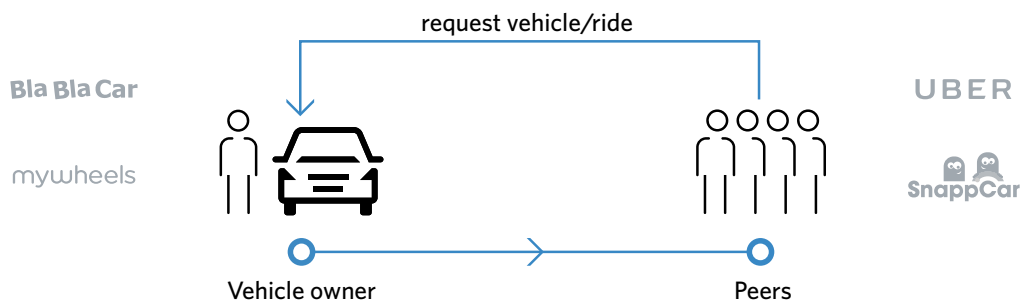 request vehicle/ride
Bla Bla Car
UBER
mywheels
SnappCar
Vehicle owner
Peers